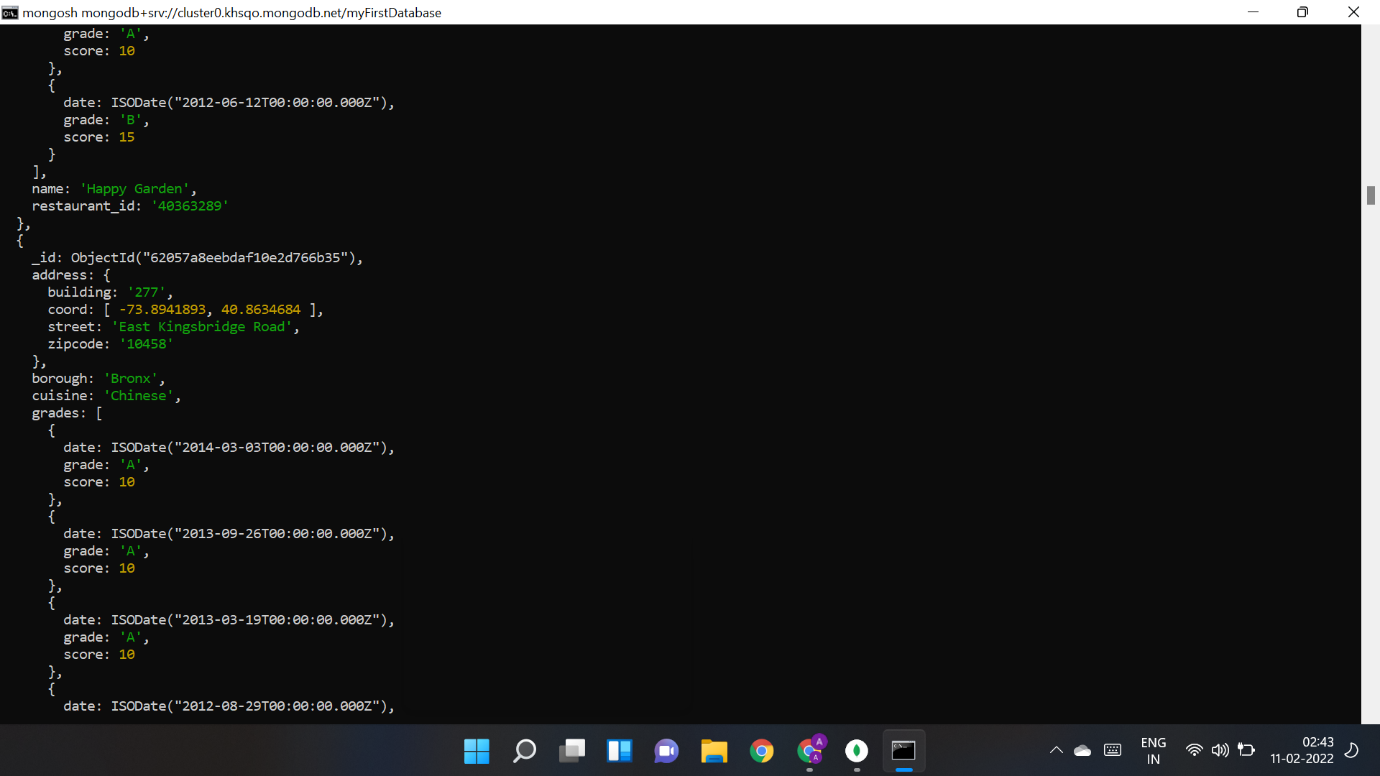 mongosh mongodb+srv://cluster0.khsqo.mongodb.net/myFirstDatabase
grade: 'A',
score: 10
},
{
date: ISODate("2012-06-12T00:00:00.000Z"),
grade: 'B',
score: 15
}
],
name: 'Happy Garden',
restaurant_id: '40363289'
},
{
_id: ObjectId("62057a8eebdaf10e2d766b35"),
address: {
building: '277',
coord: [ -73.8941893, 40.8634684 ],
street: 'East Kingsbridge Road',
zipcode: '10458'
},
borough: 'Bronx',
cuisine: 'Chinese',
grades: [
{
date: ISODate("2014-03-03T00:00:00.000Z"),
grade: 'A',
score: 10
},
{
date: ISODate("2013-09-26T00:00:00.000Z"),
grade: 'A',
score: 10
},
{
date: ISODate("2013-03-19T00:00:00.000Z"),
grade: 'A',
score: 10
},
{
date: ISODate("2012-08-29T00:00:00.000Z"),
A
A
ENG
IN
02:43
11-02-2022